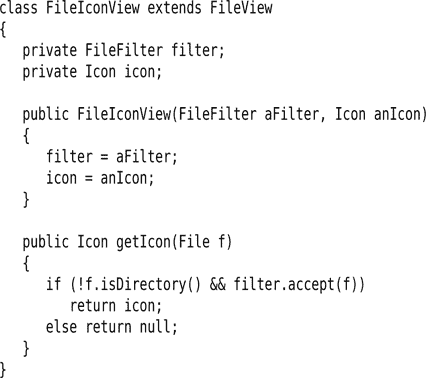 class FileIconView extends FileView
{
   private FileFilter filter;
   private Icon icon;

   public FileIconView(FileFilter aFilter, Icon anIcon)
   {
      filter = aFilter;
      icon = anIcon;
   }

   public Icon getIcon(File f)
   {
      if (!f.isDirectory() && filter.accept(f))
         return icon;
      else return null;
   }
}